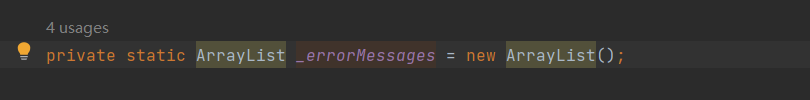 4 usages
private static ArrayList _errorMessages = new ArrayList();